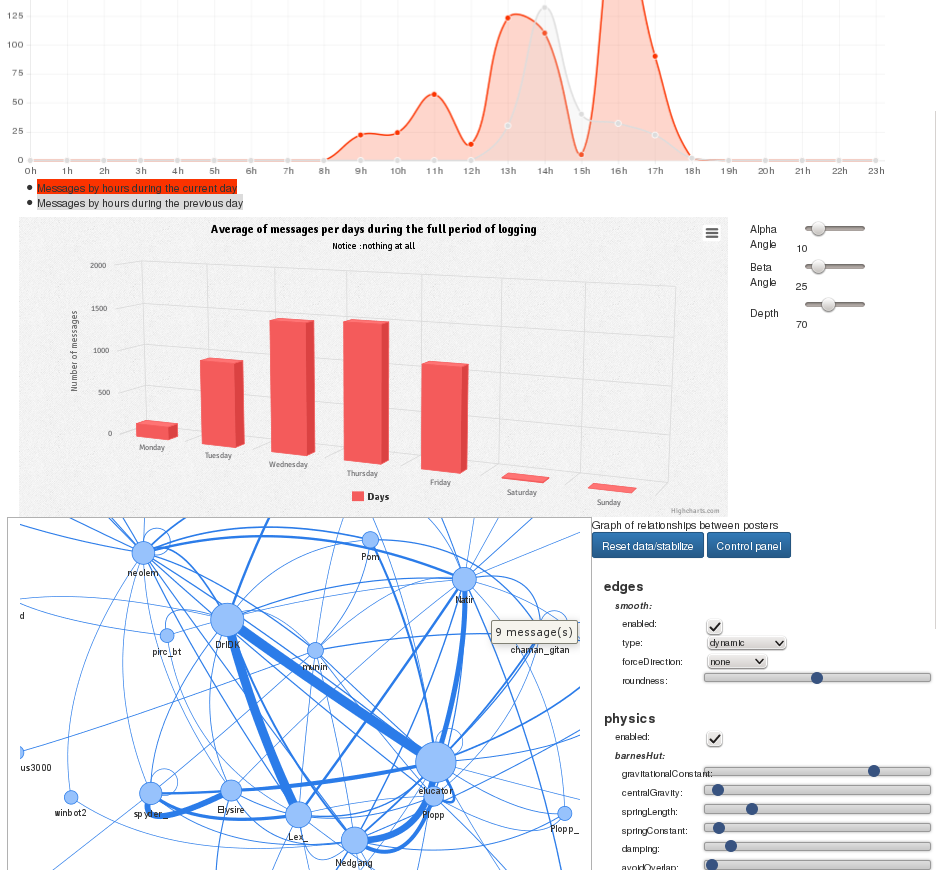 125
100
75
50
25
0
0h 1h 2h 3h 4h 5h 6h 7h 8h 9h 10h 11h 12h 13h 14h 15h 16h 17h 18h 19h 20h 21h 22h 23h
Messages by hours during the current day
Messages by hours during the previous day
Average of messages per days during the full period of logging
Notice :nothing at all
Number of messages
2000
1500
1000
500
0
Monday
Tuesday
Wednesday
Thursday
Friday
Saturday
Sunday
Days
Highcharts.com
Alpha
Angle 10
Beta
Angle 25
Depth
70
Graph of relationships between posters
Reset data/stabilize Control panel
neolem
Pom
Natir
d
pirc_bt
DrIDK
munin
9 message(s)
chaman_gitan
us3000
winbot2
spyder_
Elysire
Lex_
elucator
Plopp
Plopp_
Nedgang
edges
smooth:
enabled:
type: dynamic
forceDirection: none
roundness:
physics
enabled:
barnesHut:
gravitationalConstant:
centralGravity:
springLength:
springConstant:
damping:
avoidOverlap: